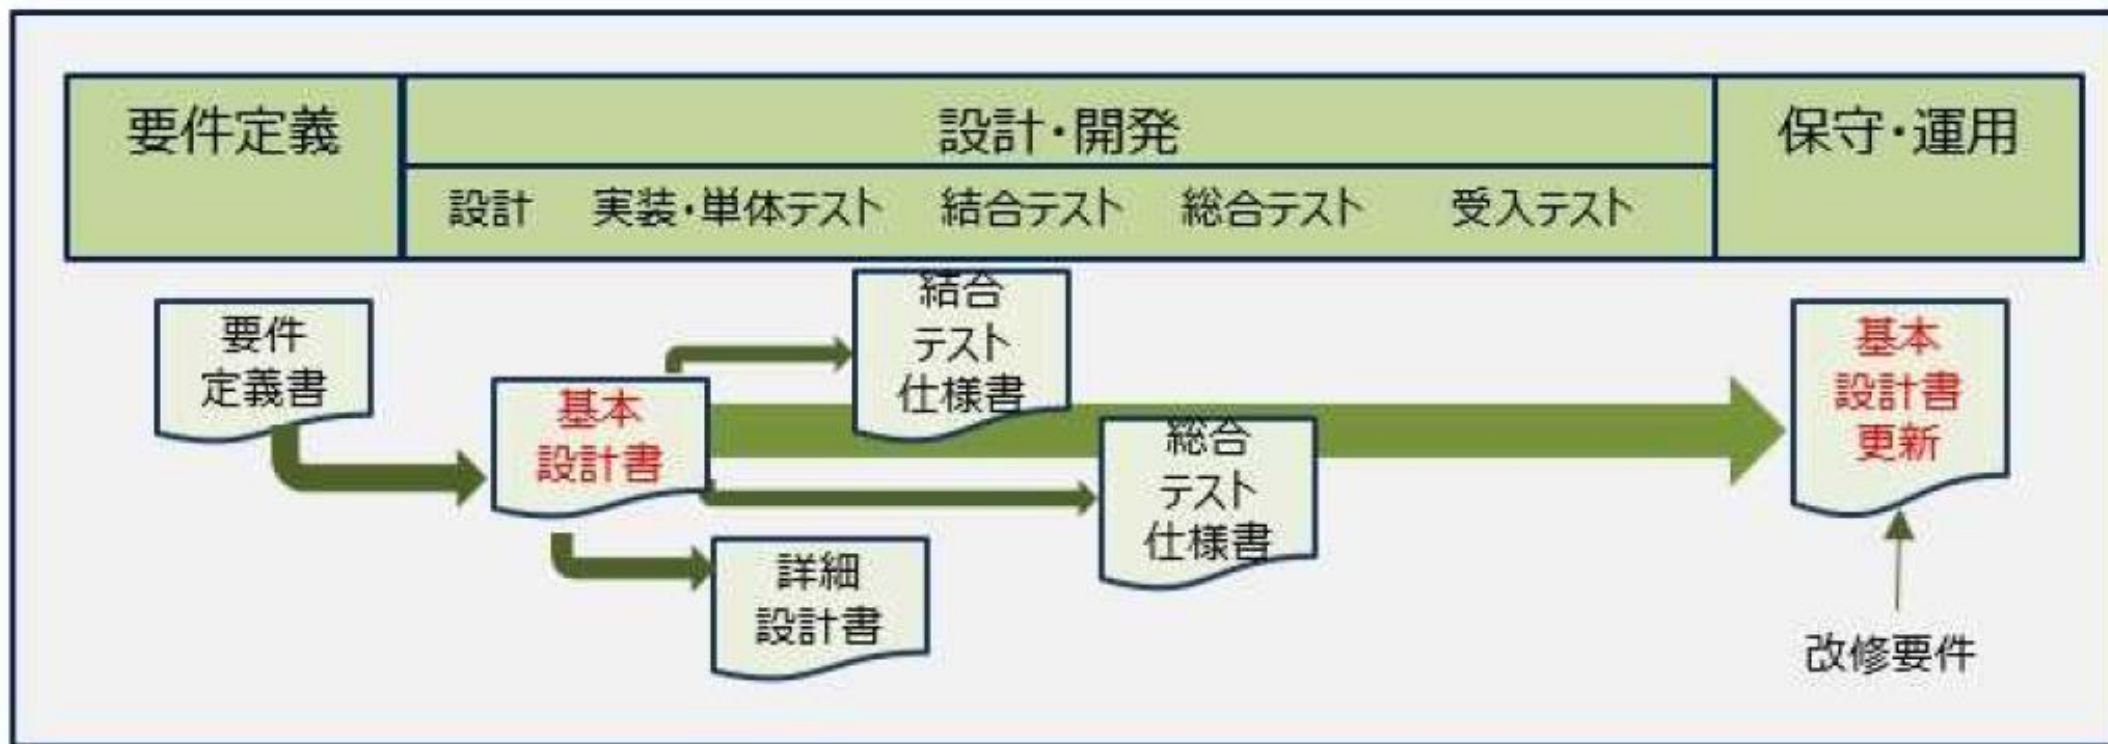 要件定義
設計・開発
保守・運用
設計 実装・単体テスト 結合テスト 総合テスト 受入テスト
要件
定義書
基本
設計書
結合
テスト
仕様書
総合
テスト
仕様書
詳細
設計書
基本
設計書
更新
改修要件